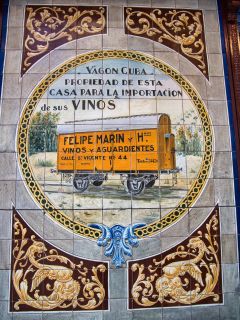 VAGON CUBA
PROPIEDAD DE ESTA
CASA PARA LA IMPORTACION
de sus VINOS
FELIPE MARIN Y Hnos
VINOS Y AGUARDIENTES
CALLE S. VICENTE No 44